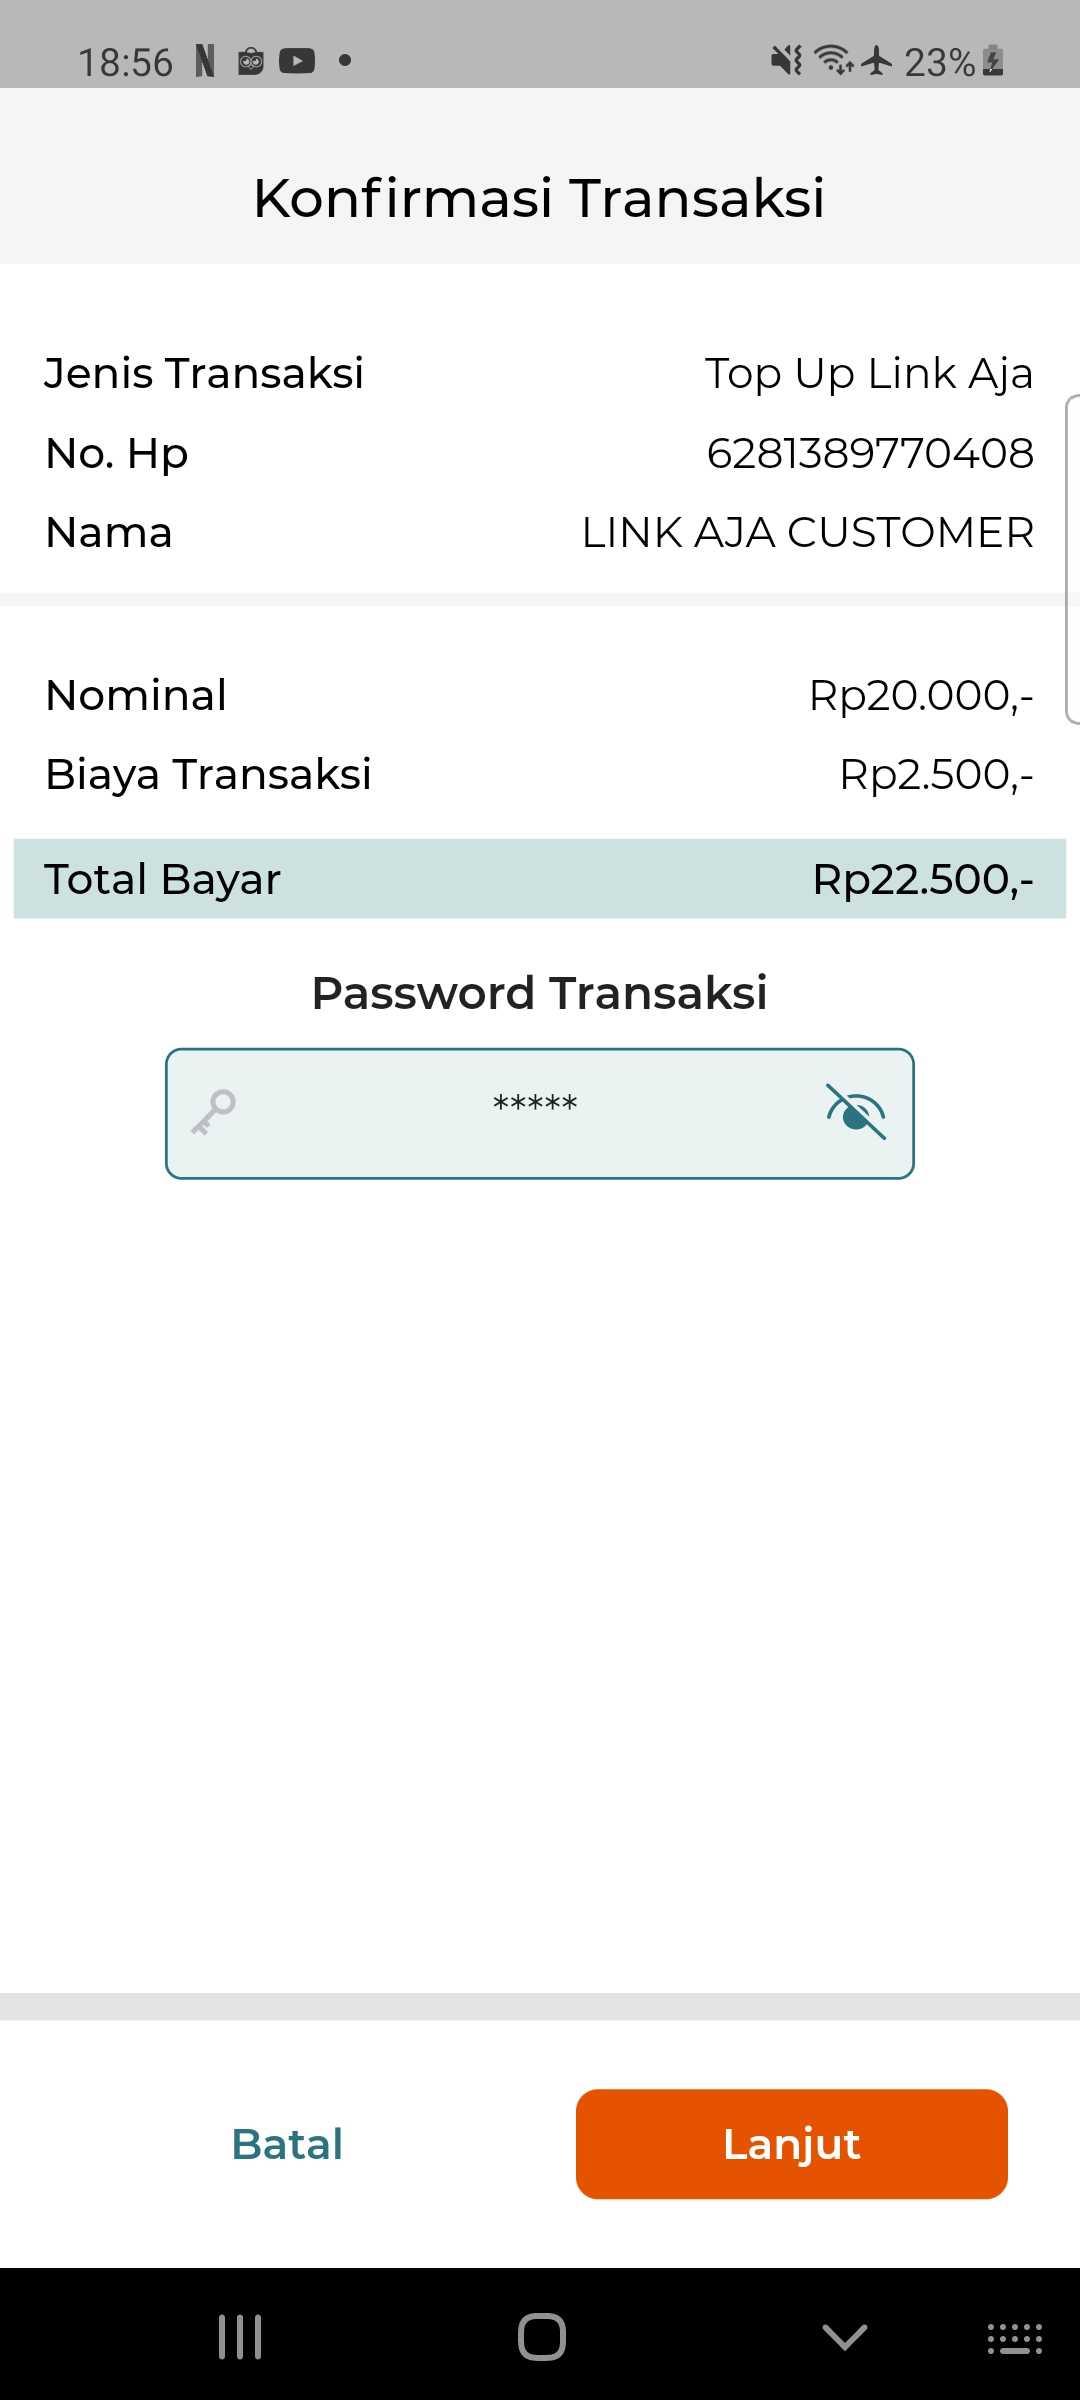 18:56 23%
Konfirmasi Transaksi
Jenis Transaksi Top Up Link Aja
No. Hp 6281389770408
Nama LINK AJA CUSTOMER
Nominal Rp20.000,-
Biaya Transaksi Rp2.500,-
Total Bayar Rp22.500,-
Password Transaksi
*****
Batal Lanjut